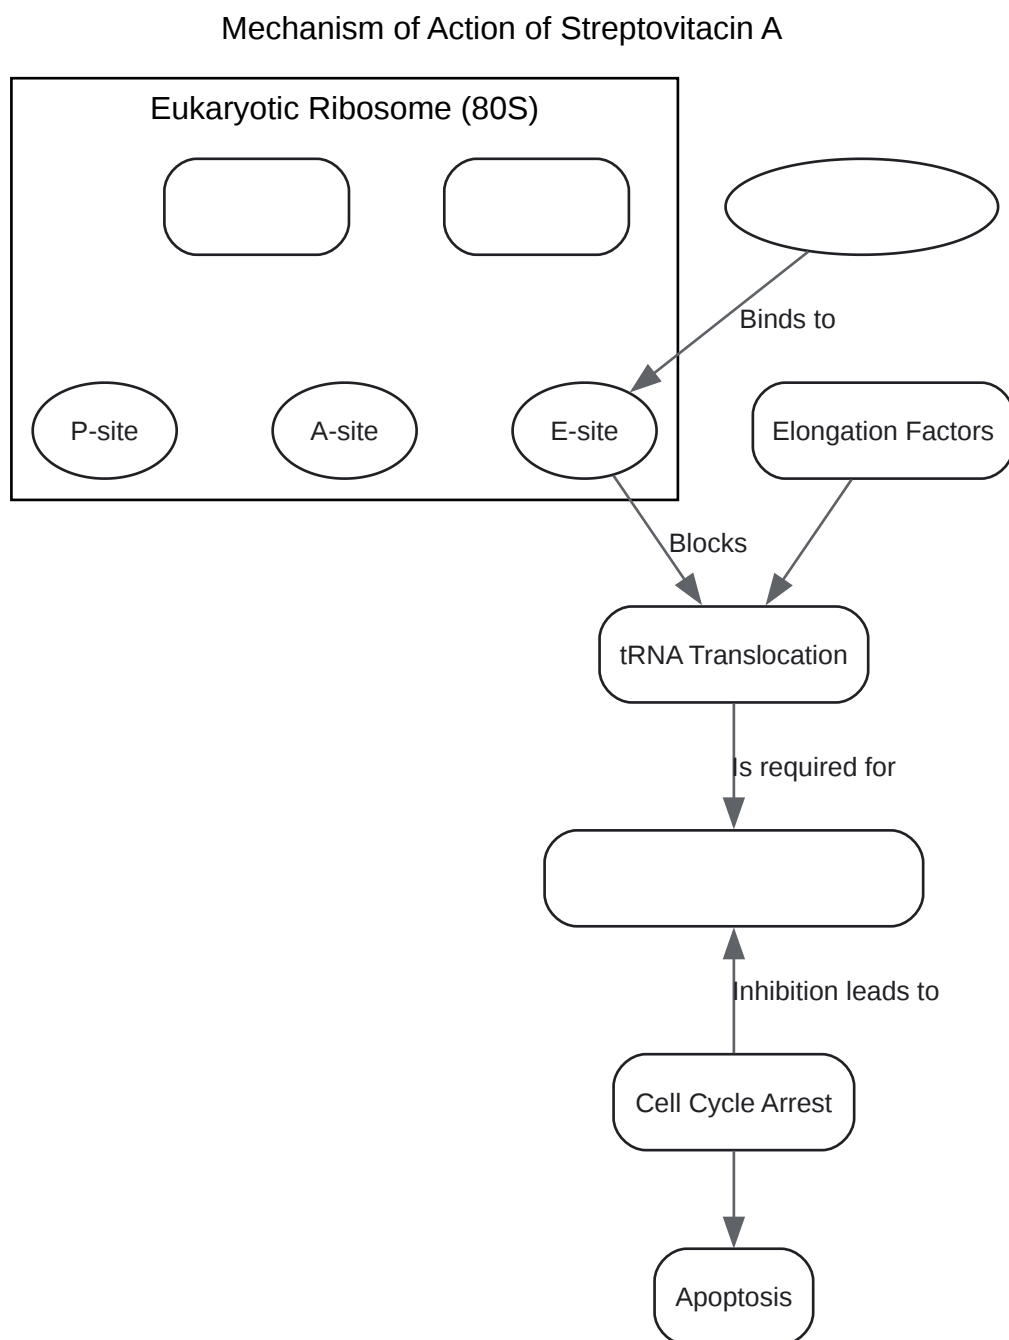 Mechanism of Action of Streptovitacin A
Eukaryotic Ribosome (80S)
Binds to
P-site
A-site
E-site
Elongation Factors
Blocks
tRNA Translocation
Is required for
Inhibition leads to
Cell Cycle Arrest
Apoptosis